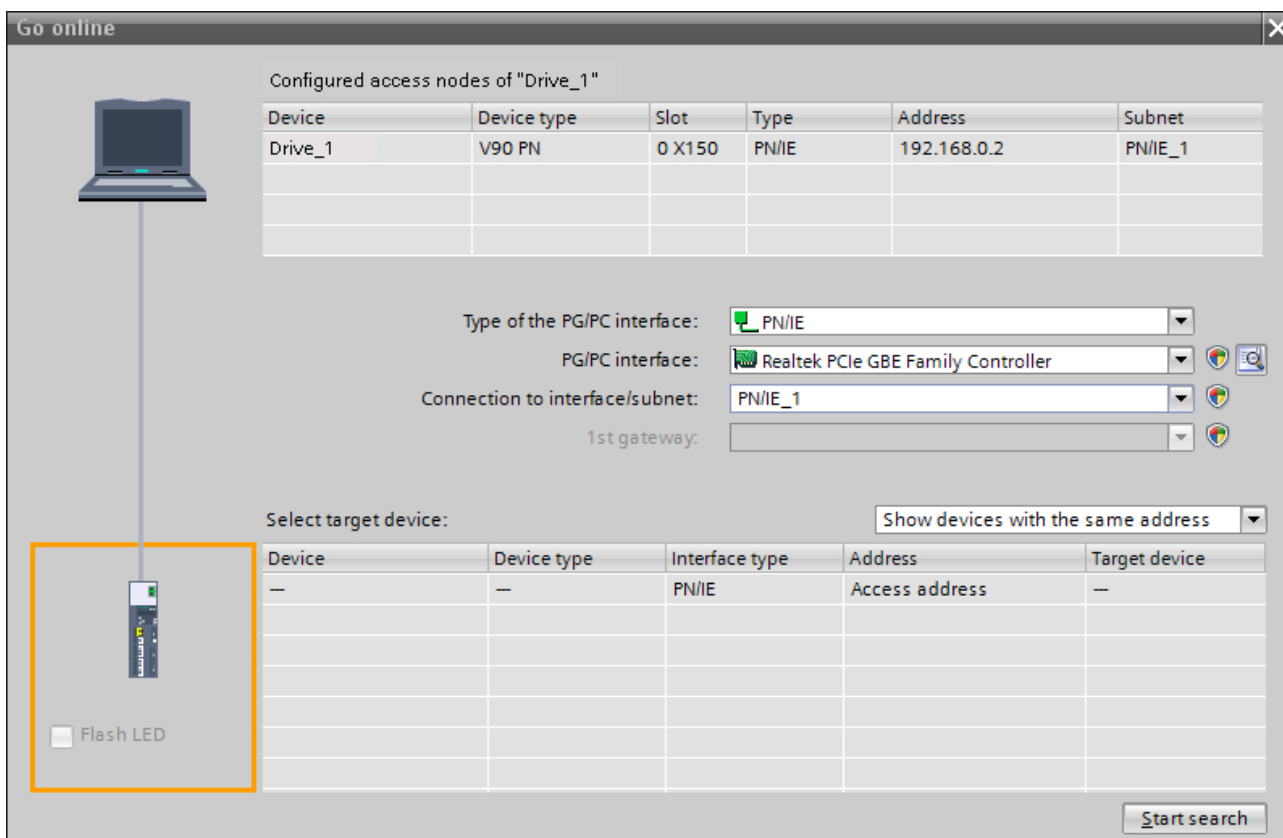 Go online
Configured access nodes of "Drive_1"
Device Device type Slot Type Address Subnet
Drive_1 V90 PN 0 X150 PN/IE 192.168.0.2 PN/IE_1
Type of the PG/PC interface: PN/IE
PG/PC interface: Realtek PCIe GBE Family Controller
Connection to interface/subnet: PN/IE_1
1st gateway:
Select target device: Show devices with the same address
Device Device type Interface type Address Target device
— — PN/IE Access address —
Flash LED
Start search